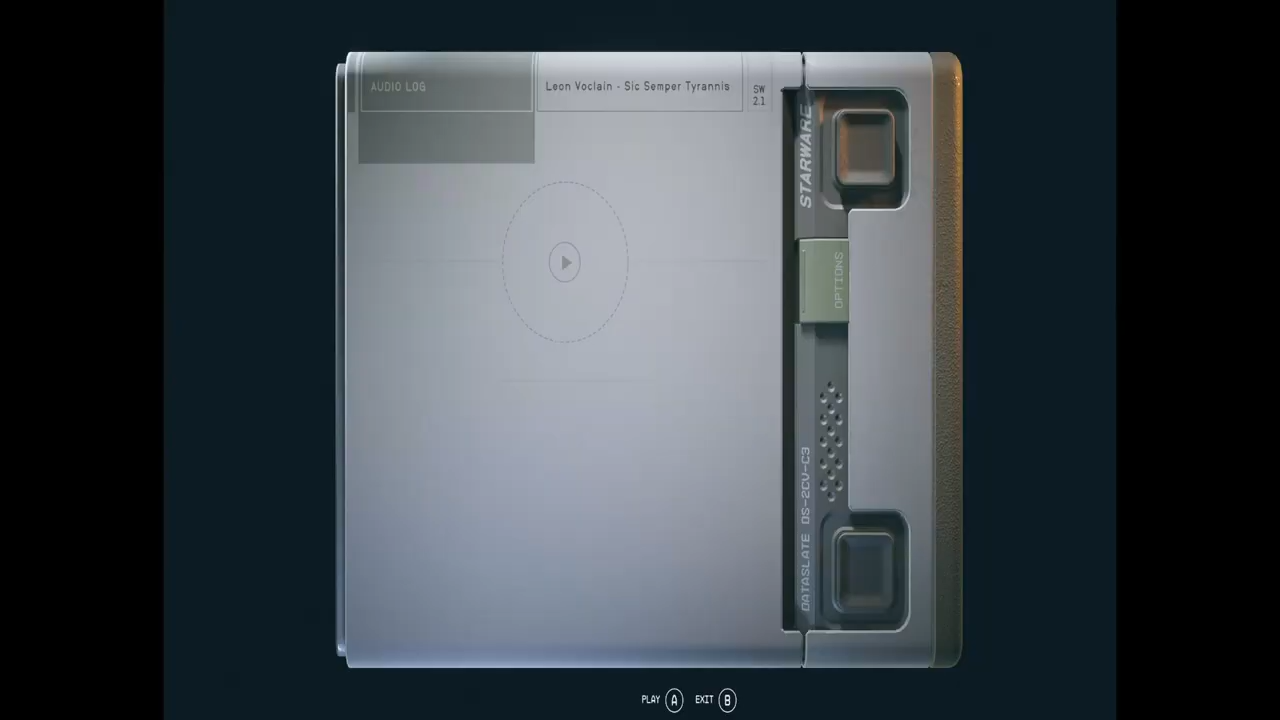 AUDIO LOG
Leon Voclain - Sic Semper Tyrannis
SW
2.1
STARWARE
OPTIONS
DATASLATE DS-2CV-C3
PLAY A EXIT B